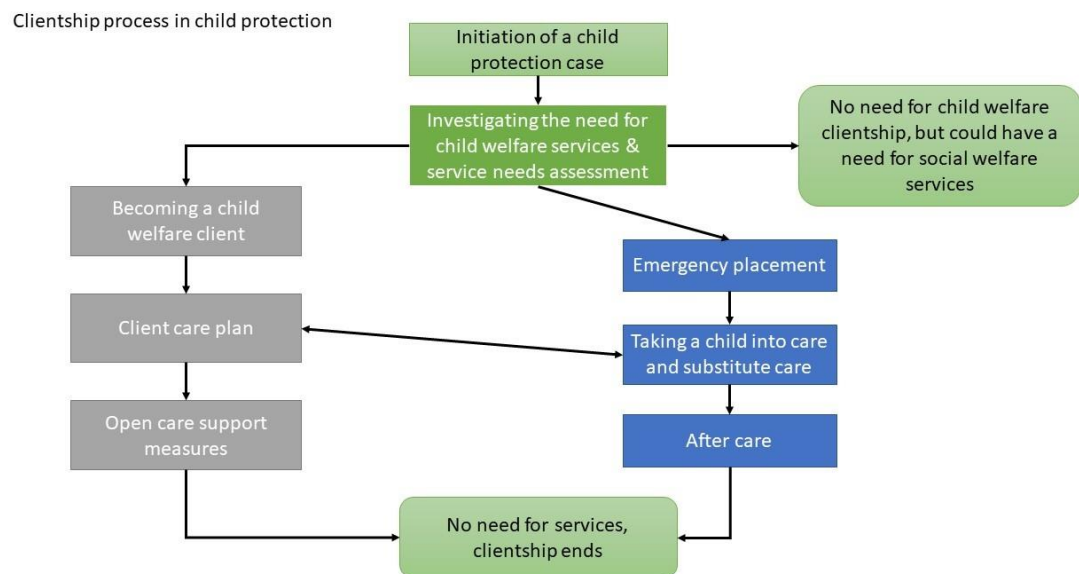 Clientship process in child protection
Initiation of a child
protection case
Investigating the need for
child welfare services &
service needs assessment
No need for child welfare
clientship, but could have a
need for social welfare
services
Becoming a child
welfare client
Emergency placement
Client care plan
Taking a child into care
and substitute care
Open care support
measures
After care
No need for services,
clientship ends